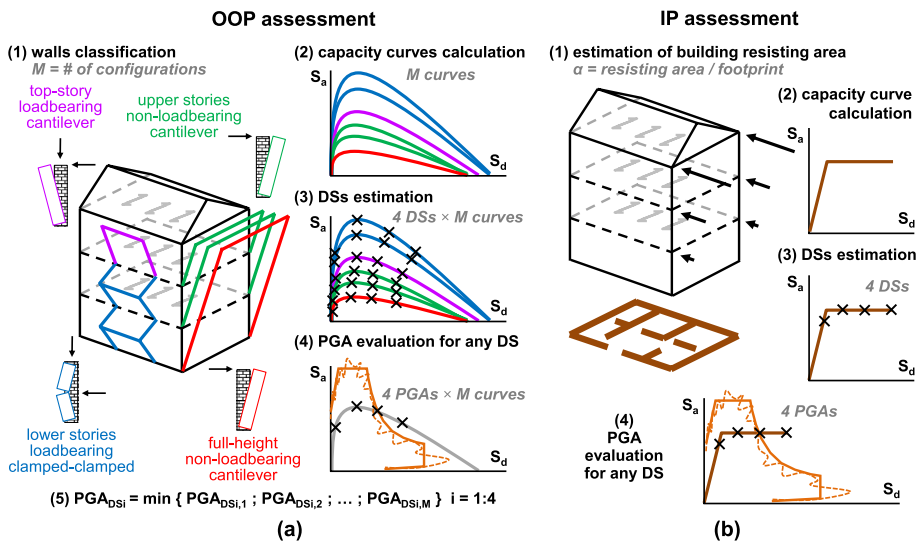 OOP assessment
(1) walls classification
M = # of configurations
top-story
loadbearing
cantilever
upper stories
non-loadbearing
cantilever
lower stories
loadbearing
clamped-clamped
full-height
non-loadbearing
cantilever
(2) capacity curves calculation
Sa
M curves
Sd
(3) DSs estimation
Sa
4 DSs × M curves
Sd
(4) PGA evaluation for any DS
Sa
4 PGAs × M curves
Sd
(5) PGADSi = min { PGADSi,1 ; PGADSi,2 ; … ; PGADSi,M } i = 1:4
(a)
IP assessment
(1) estimation of building resisting area
α = resisting area / footprint
(2) capacity curve
calculation
Sa
Sd
(3) DSs estimation
Sa
4 DSs
Sd
(4)
PGA
evaluation
for any DS
Sa
4 PGAs
Sd
(b)